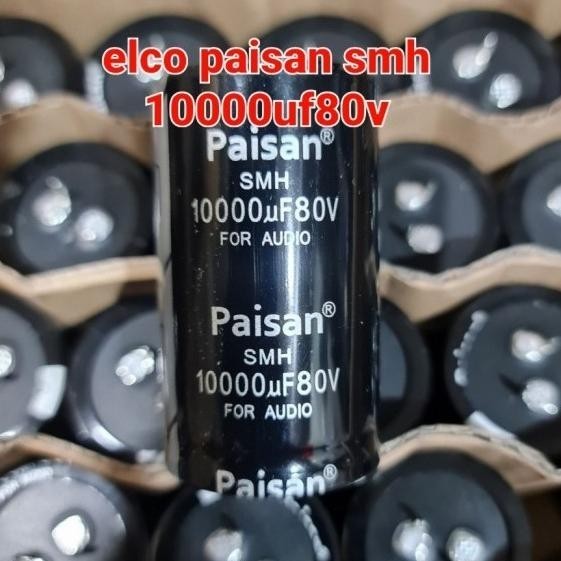 elco paisan smh
10000uf80v
Paisan®
SMH
10000µF80V
FOR AUDIO
Paisan®
SMH
10000µF80V
FOR AUDIO
Paisan®